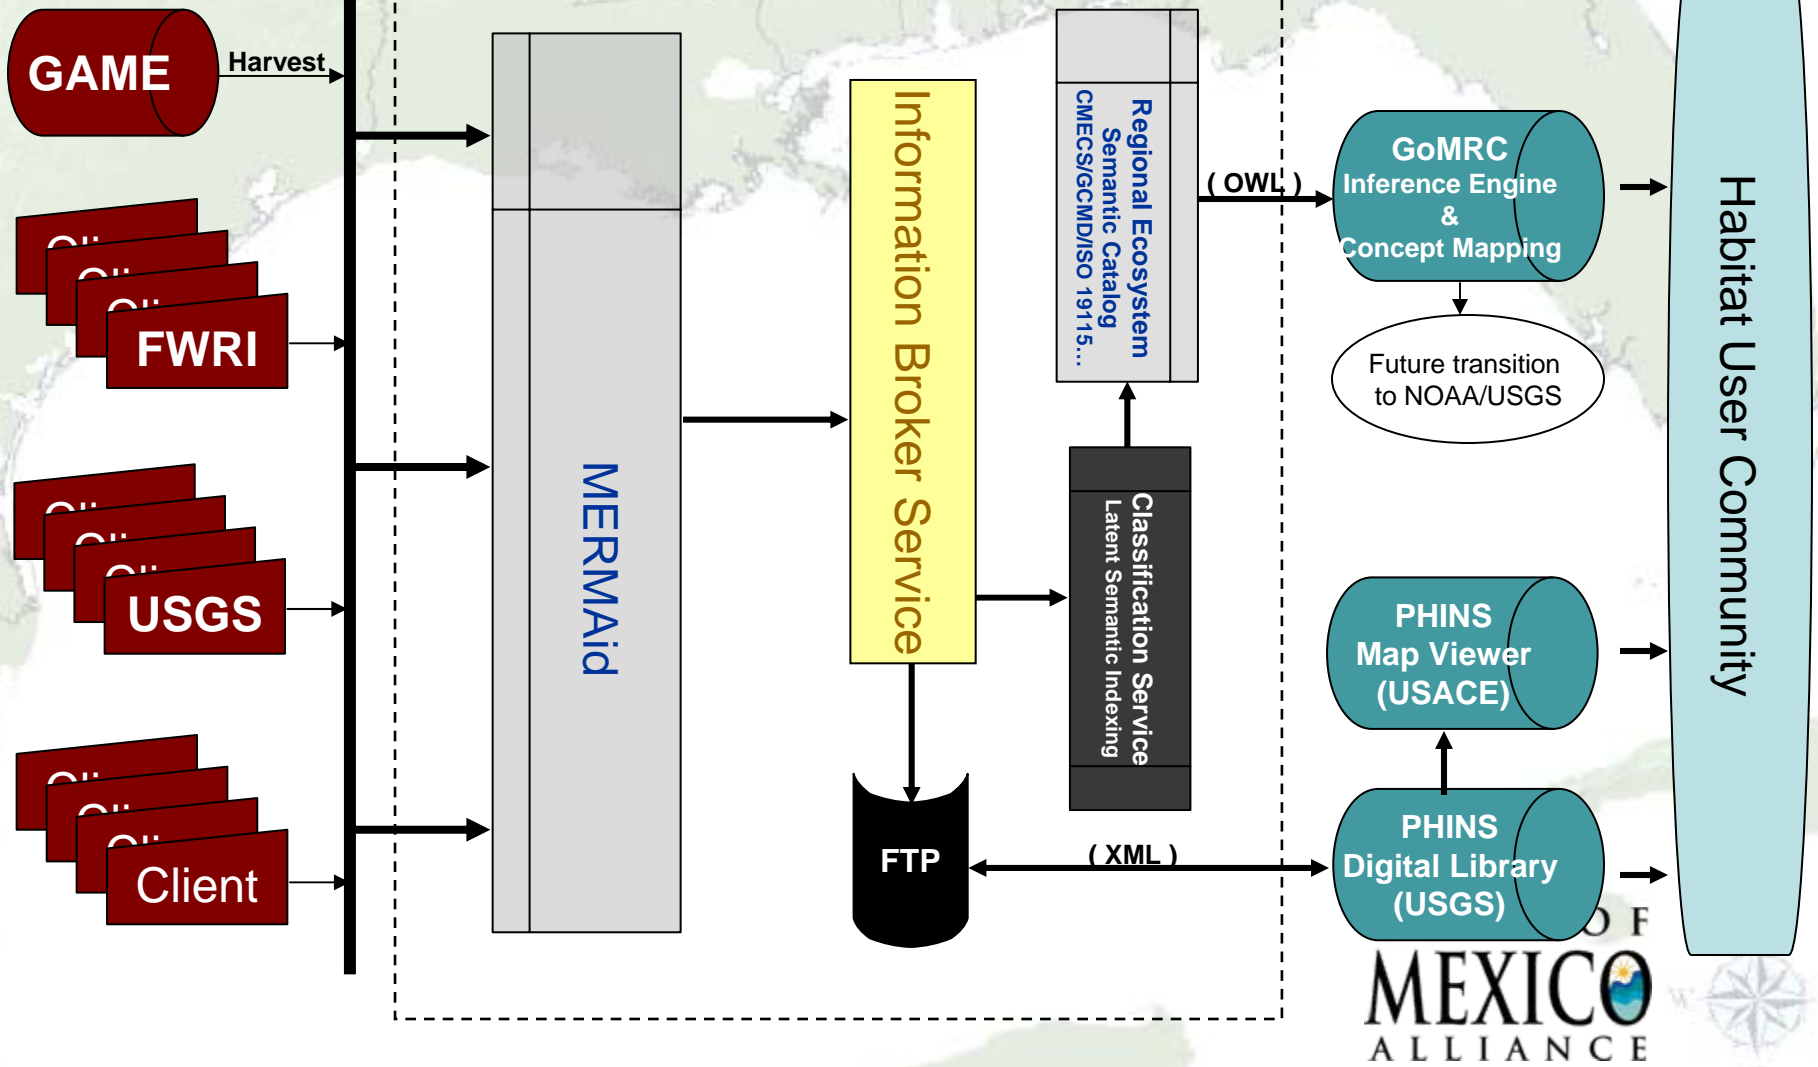 GAME
Harvest
FWRI
USGS
Client
MERMAid
Information Broker Service
Regional Ecosystem
Semantic Catalog
CMECS/GCMD/ISO 19115...
Classification Service
Latent Semantic Indexing
FTP
( OWL )
( XML )
GoMRC
Inference Engine
&
Concept Mapping
Future transition
to NOAA/USGS
PHINS
Map Viewer
(USACE)
PHINS
Digital Library
(USGS)
Habitat User Community
OF
MEXICO
ALLIANCE
W